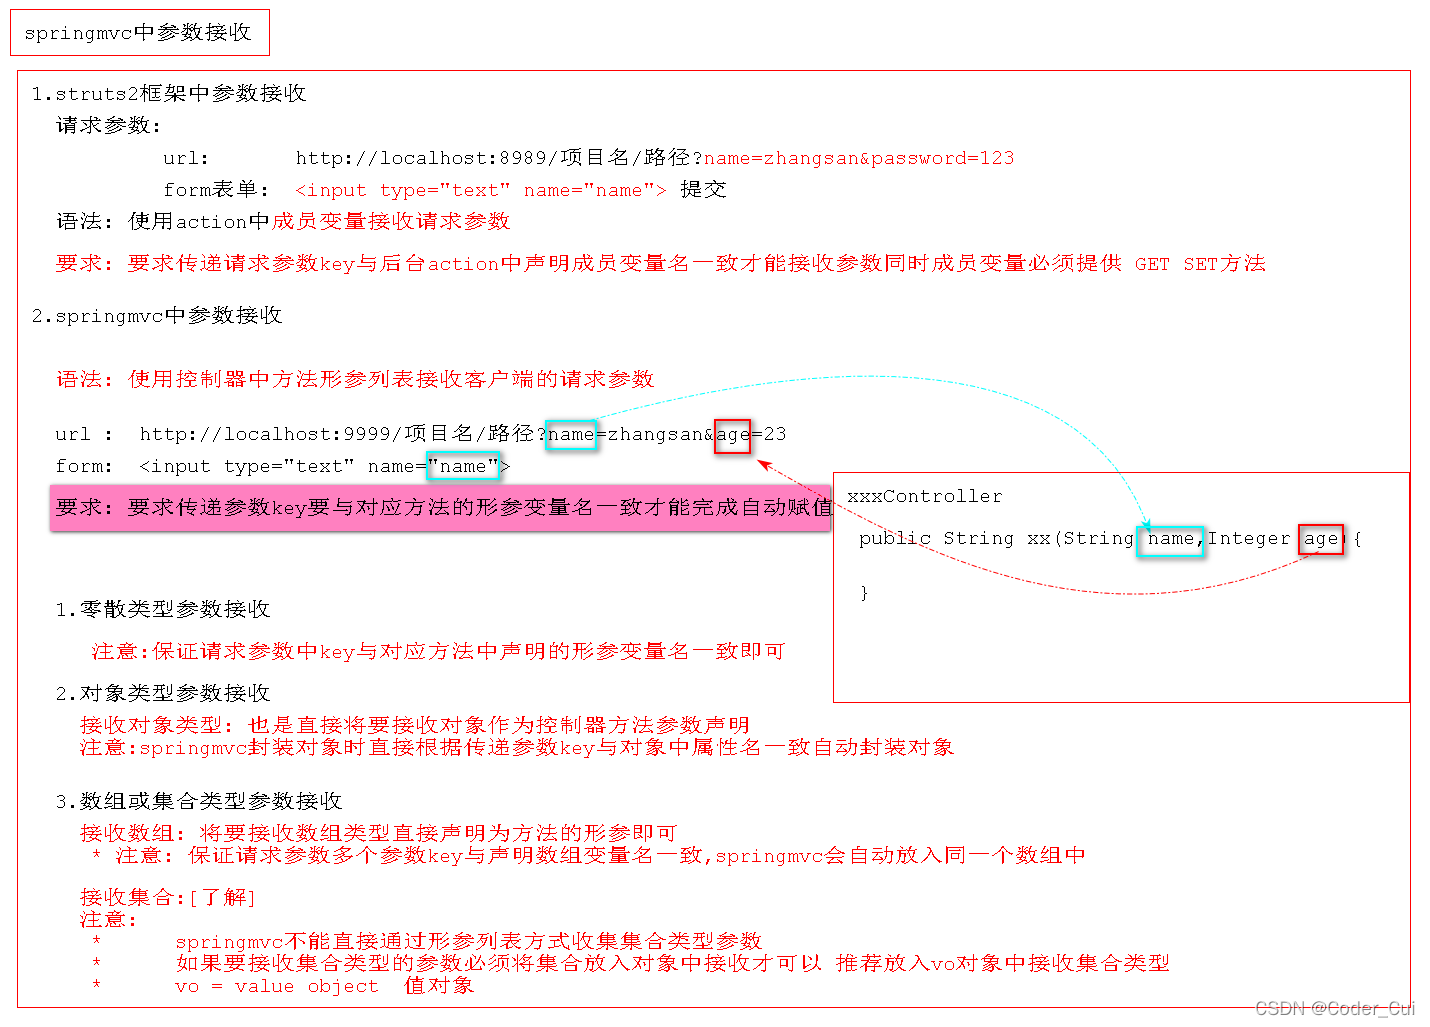 springmvc中参数接收
1.struts2框架中参数接收
请求参数:
url: http://localhost:8989/项目名/路径?name=zhangsan&password=123
form表单: <input type="text" name="name"> 提交
语法: 使用action中成员变量接收请求参数
要求: 要求传递请求参数key与后台action中声明成员变量名一致才能接收参数同时成员变量必须提供 GET SET方法
2.springmvc中参数接收
语法: 使用控制器中方法形参列表接收客户端的请求参数
url : http://localhost:9999/项目名/路径?name=zhangsan&age=23
form: <input type="text" name="name">
要求: 要求传递参数key要与对应方法的形参变量名一致才能完成自动赋值
xxxController
public String xx(String name,Integer age){
}
1.零散类型参数接收
注意:保证请求参数中key与对应方法中声明的形参变量名一致即可
2.对象类型参数接收
接收对象类型: 也是直接将要接收对象作为控制器方法参数声明
注意:springmvc封装对象时直接根据传递参数key与对象中属性名一致自动封装对象
3.数组或集合类型参数接收
接收数组: 将要接收数组类型直接声明为方法的形参即可
* 注意: 保证请求参数多个参数key与声明数组变量名一致,springmvc会自动放入同一个数组中
接收集合:[了解]
注意:
* springmvc不能直接通过形参列表方式收集集合类型参数
* 如果要接收集合类型的参数必须将集合放入对象中接收才可以 推荐放入vo对象中接收集合类型
* vo = value object 值对象
CSDN @Coder_Cui